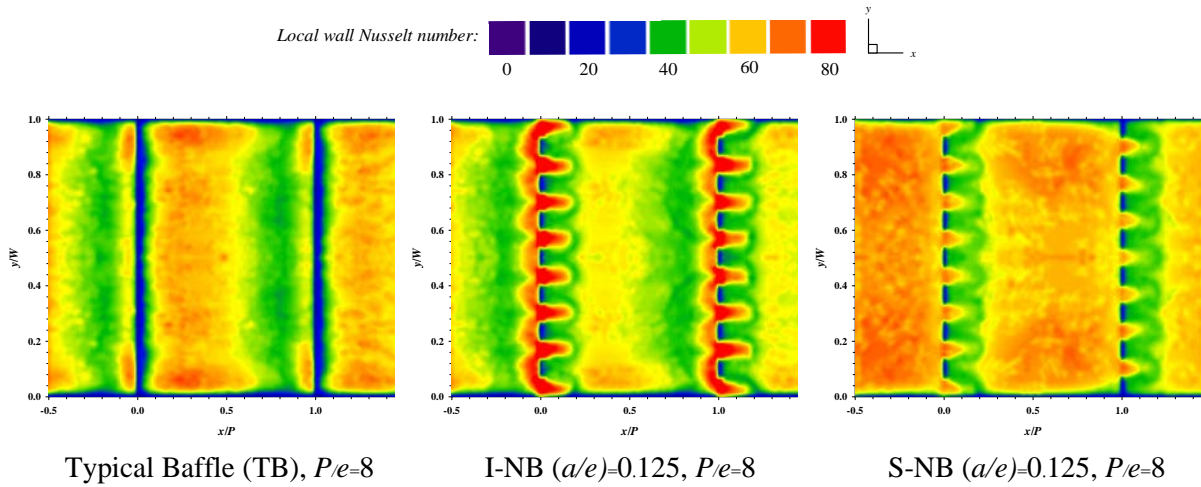 Local wall Nusselt number:
0 20 40 60 80
y
x
1.0 0.8 0.6 0.4 0.2 0.0
y/W
-0.5 0.0 0.5 1.0
x/P
1.0 0.8 0.6 0.4 0.2 0.0
y/W
-0.5 0.0 0.5 1.0
x/P
1.0 0.8 0.6 0.4 0.2 0.0
y/W
-0.5 0.0 0.5 1.0
x/P
Typical Baffle (TB), P/e=8
I-NB (a/e)=0.125, P/e=8
S-NB (a/e)=0.125, P/e=8